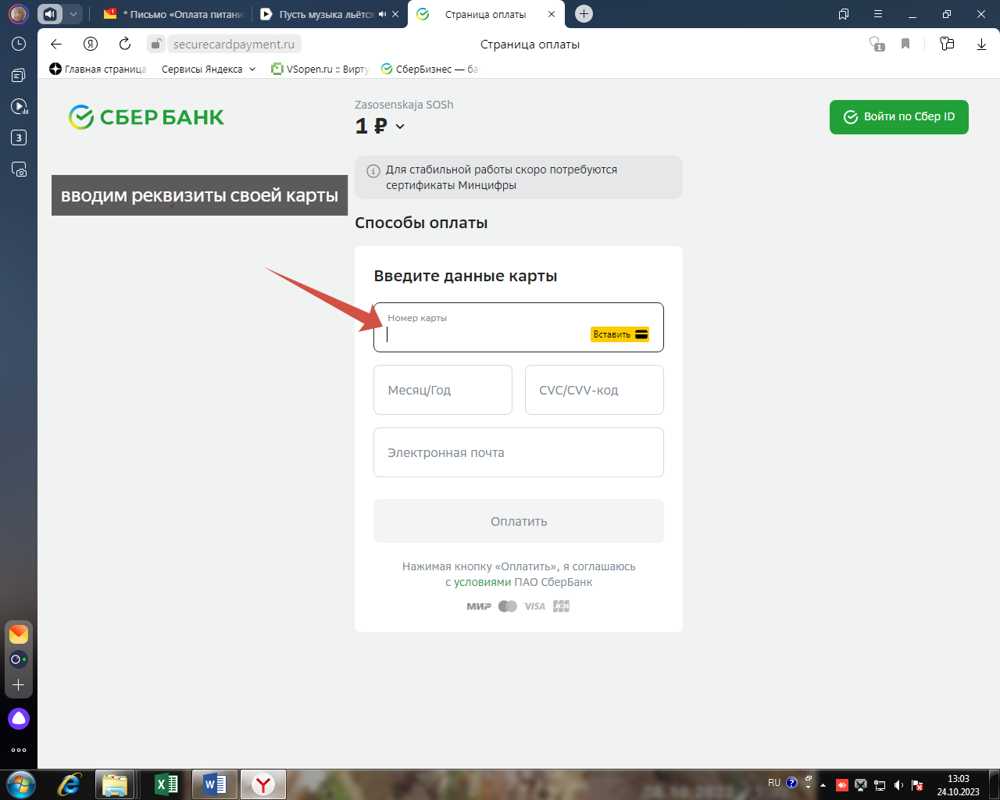 * Письмо «Оплата питани
Пусть музыка льётся
Страница оплаты
securecardpayment.ru
Страница оплаты
1
Главная страница
Сервисы Яндекса
VSopen.ru :: Вирту
СберБизнес — ба
3
СБЕР БАНК
Zasosenskaja SOSh
1 ₽
Войти по Сбер ID
Для стабильной работы скоро потребуются
сертификаты Минцифры
вводим реквизиты своей карты
Способы оплаты
Введите данные карты
Номер карты
Вставить
Месяц/Год
CVC/CVV-код
Электронная почта
Оплатить
Нажимая кнопку «Оплатить», я соглашаюсь
с условиями ПАО СберБанк
МИР VISA JCB
RU
13:03
24.10.2023